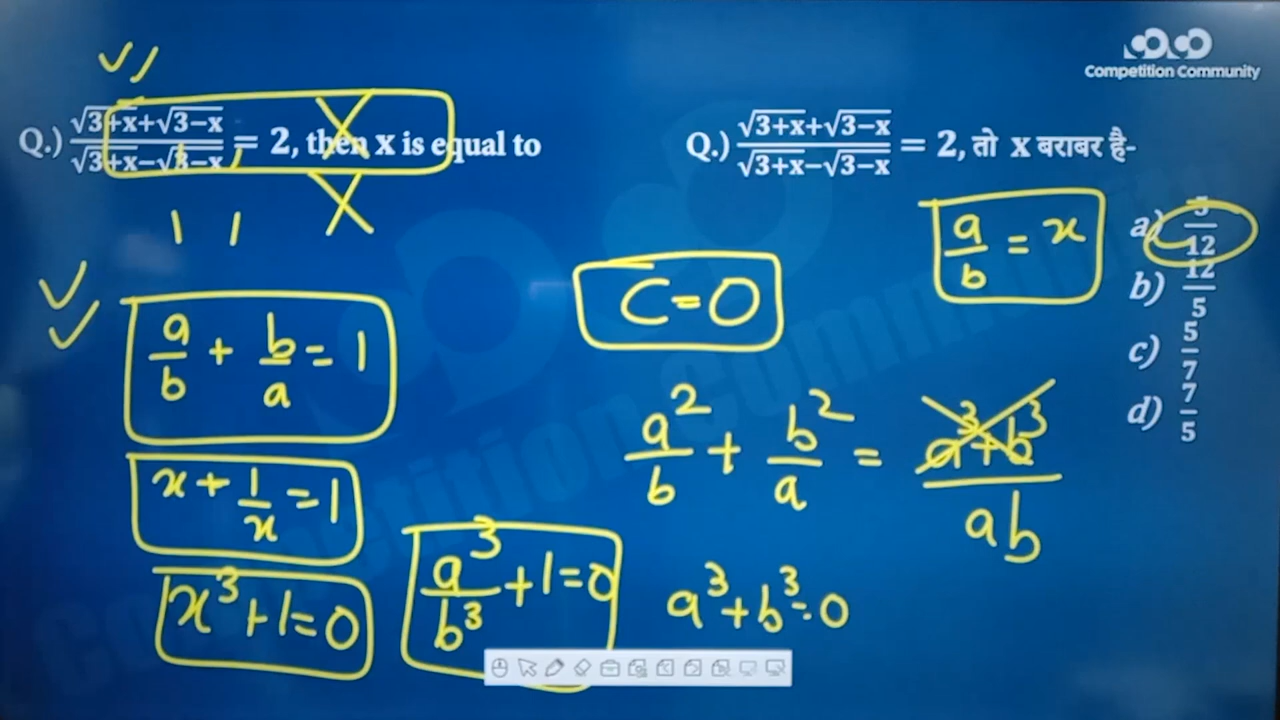 Competition Community
Q.) (√3+x+√3−x)/(√3+x−√3−x) = 2, then x is equal to
Q.) (√3+x+√3−x)/(√3+x−√3−x) = 2, तो x बराबर है-
a) 5/12
b) 12/5
c) 5/7
d) 7/5
a/b = x
C=0
a/b + b/a = 1
a²/b + b²/a = a³+b³/ab
x + 1/x = 1
x³+1=0
a³/b³ +1=0
a³+b³=0